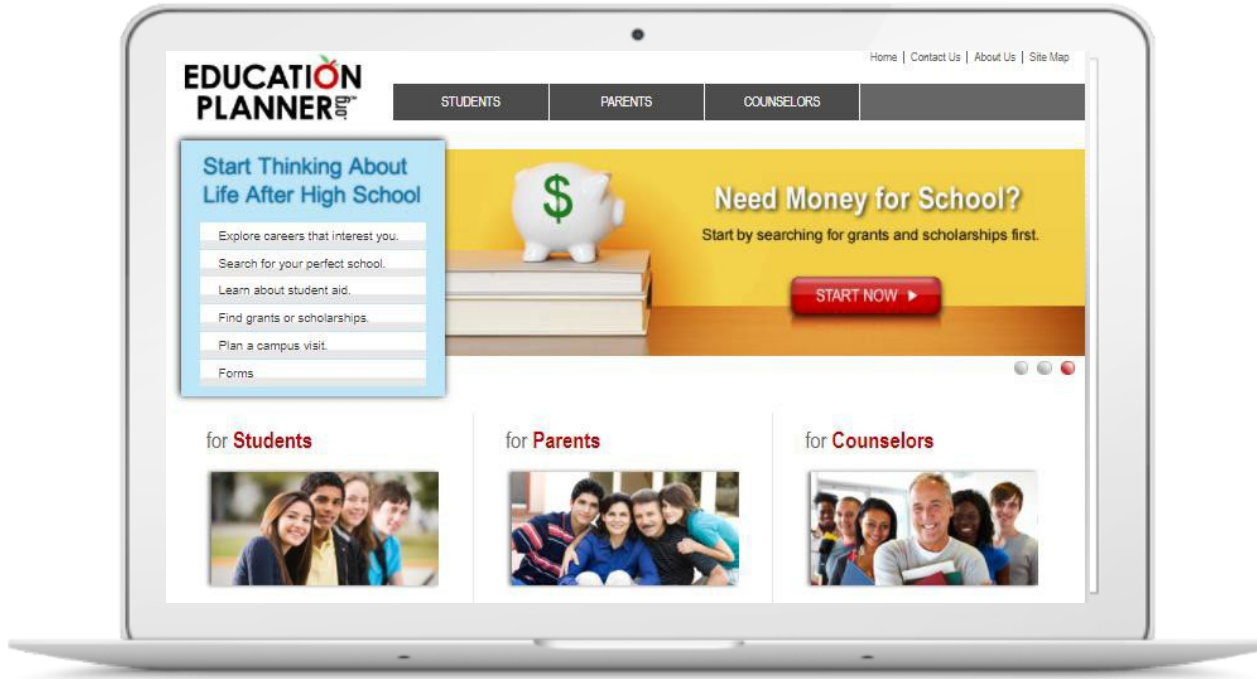 Home | Contact Us | About Us | Site Map
EDUCATION
PLANNER.org™
STUDENTS PARENTS COUNSELORS
Start Thinking About
Life After High School
Explore careers that interest you.
Search for your perfect school.
Learn about student aid.
Find grants or scholarships.
Plan a campus visit.
Forms
$
Need Money for School?
Start by searching for grants and scholarships first.
START NOW
for Students
for Parents
for Counselors